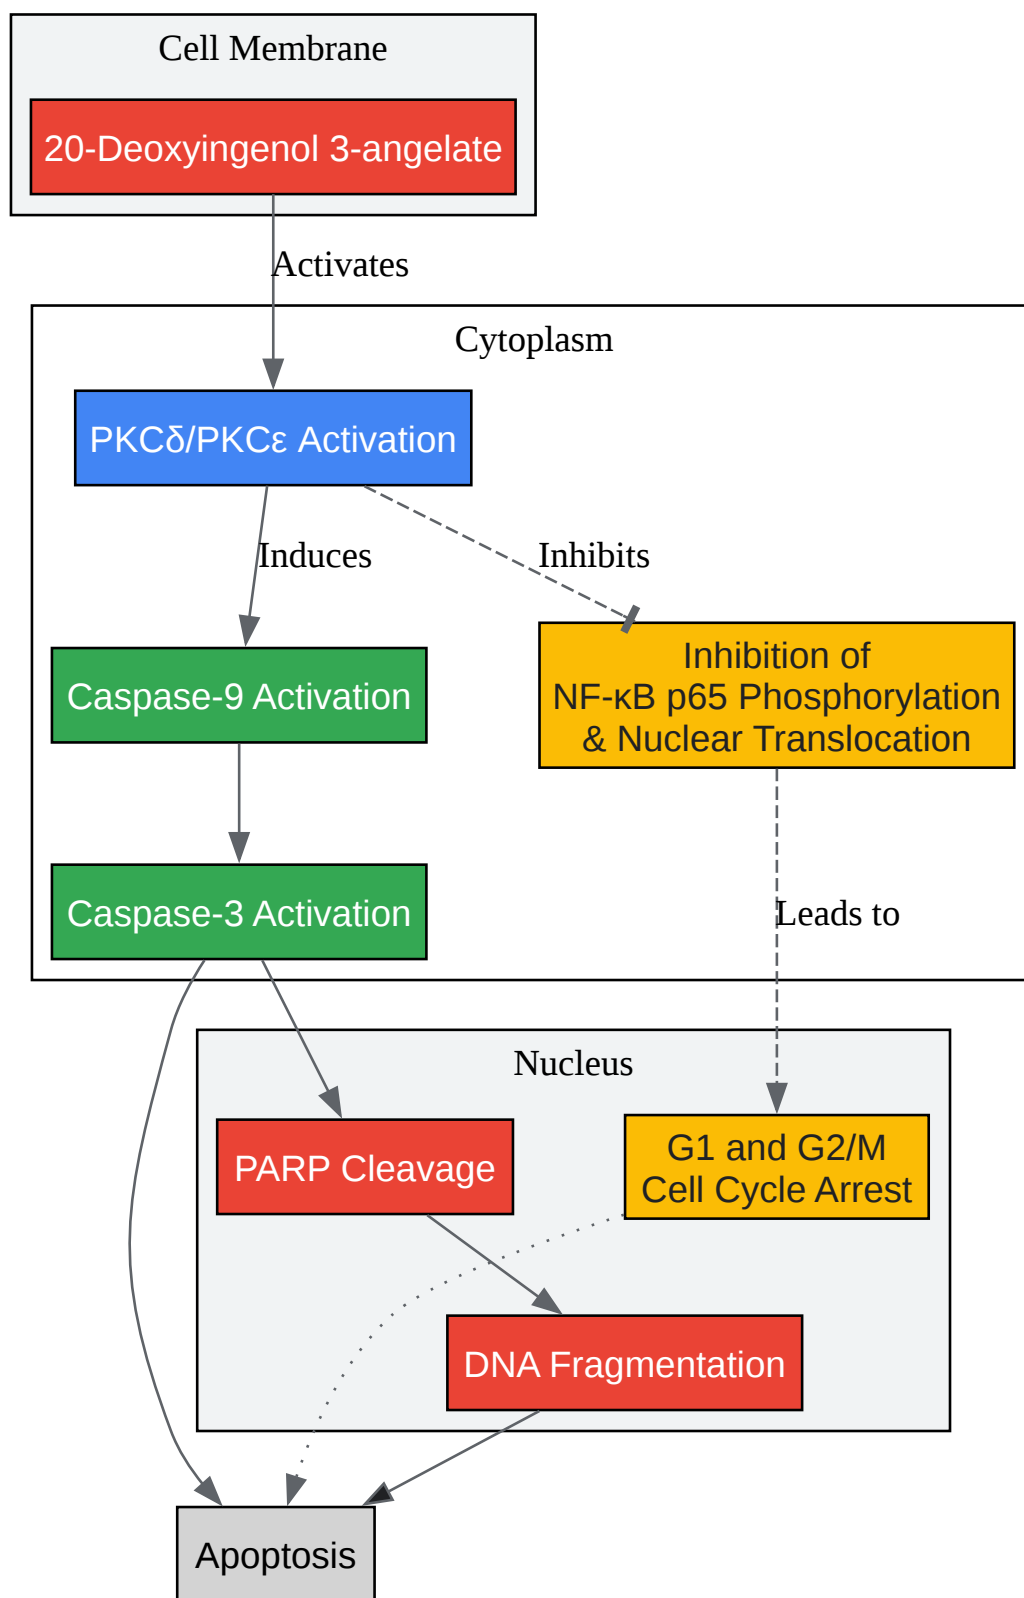 Cell Membrane
20-Deoxyingenol 3-angelate
Activates
Cytoplasm
PKCδ/PKCε Activation
Induces
Inhibits
Inhibition of
NF-κB p65 Phosphorylation
& Nuclear Translocation
Caspase-9 Activation
Caspase-3 Activation
Leads to
Nucleus
PARP Cleavage
G1 and G2/M
Cell Cycle Arrest
DNA Fragmentation
Apoptosis